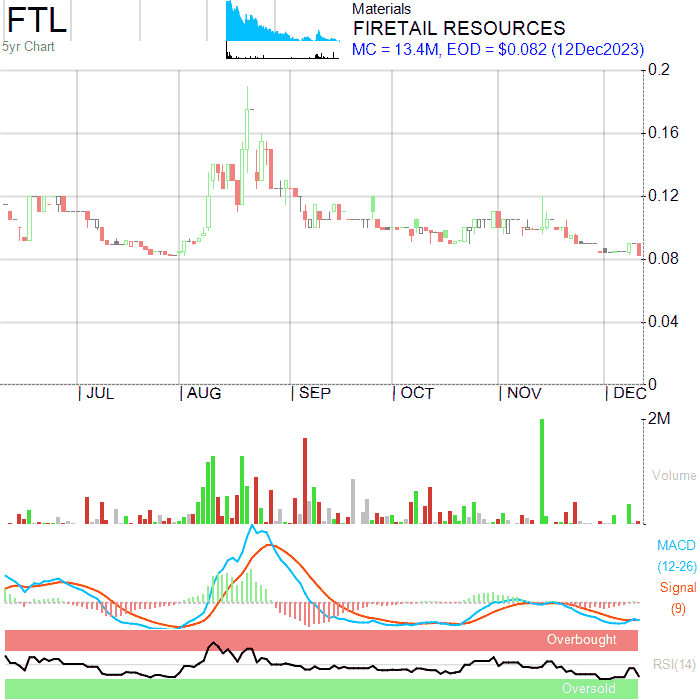 FTL
5yr Chart
Materials
FIRETAIL RESOURCES
MC = 13.4M, EOD = $0.082 (12Dec2023)
0.2
0.16
0.12
0.08
0.04
0
JUL AUG SEP OCT NOV DEC
2M
Volume
MACD
(12-26)
Signal
(9)
Overbought
RSI(14)
Oversold